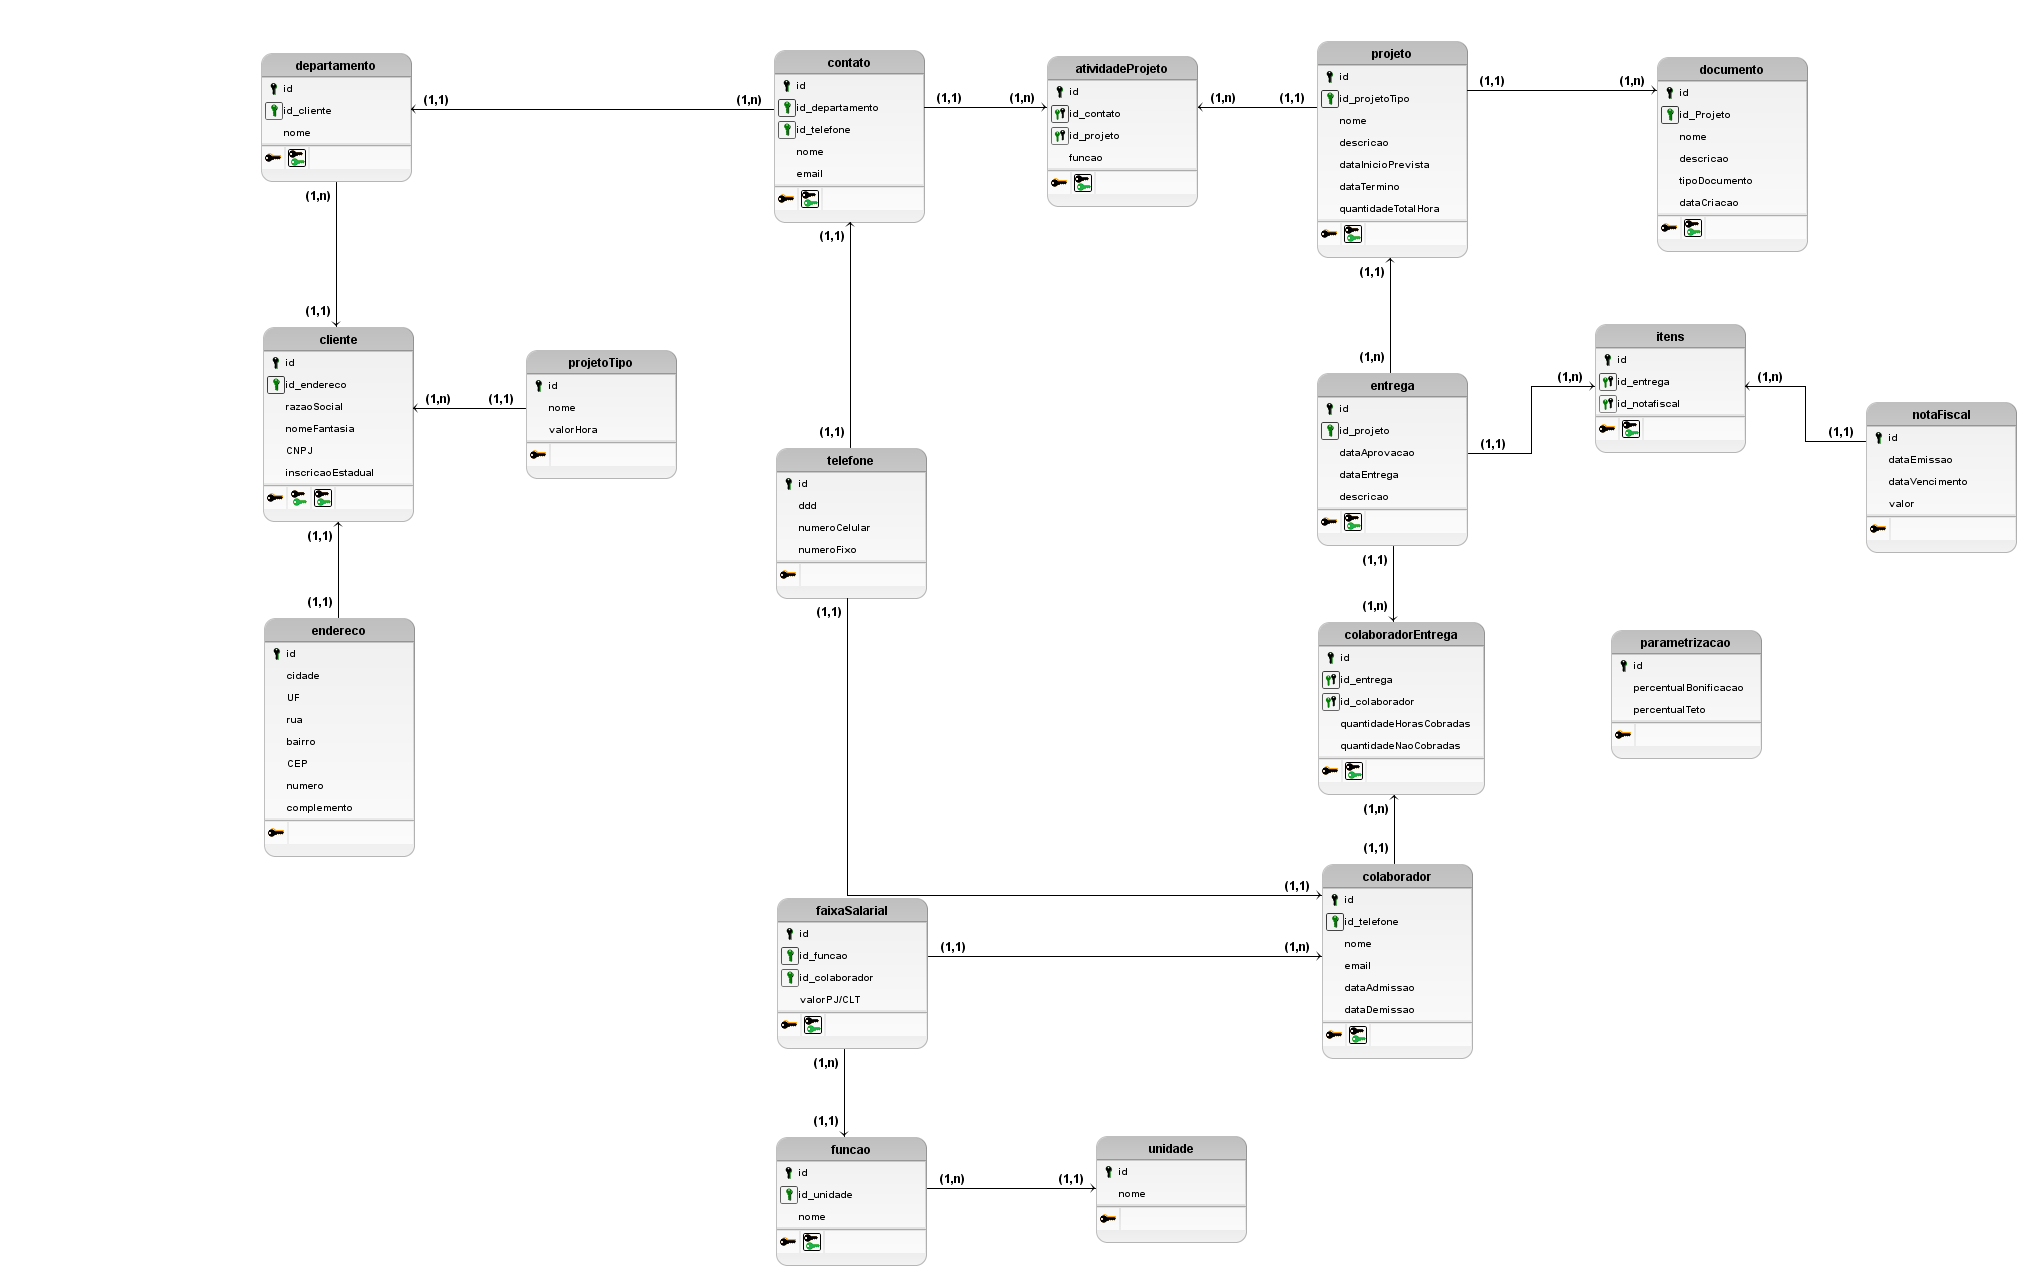 departamento
id
id_cliente
nome
(1,1)
(1,n)
contato
id
id_departamento
id_telefone
nome
email
(1,1)
(1,n)
atividadeProjeto
id
id_contato
id_projeto
funcao
(1,n)
(1,1)
projeto
id
id_projetoTipo
nome
descricao
dataInicioPrevista
dataTermino
quantidadeTotalHora
(1,1)
(1,n)
documento
id
id_Projeto
nome
descricao
tipoDocumento
dataCriacao
(1,n)
(1,1)
cliente
id
id_endereco
razaoSocial
nomeFantasia
CNPJ
inscricaoEstadual
(1,n)
(1,1)
projetoTipo
id
nome
valorHora
(1,1)
(1,1)
endereco
id
cidade
UF
rua
bairro
CEP
numero
complemento
(1,1)
(1,1)
telefone
id
ddd
numeroCelular
numeroFixo
(1,1)
(1,1)
(1,1)
(1,n)
entrega
id
id_projeto
dataAprovacao
dataEntrega
descricao
(1,1)
(1,n)
itens
id
id_entrega
id_notafiscal
(1,n)
(1,1)
notaFiscal
id
dataEmissao
dataVencimento
valor
(1,1)
(1,n)
colaboradorEntrega
id
id_entrega
id_colaborador
quantidadeHorasCobradas
quantidadeNaoCobradas
(1,n)
(1,1)
parametrizacao
id
percentualBonificacao
percentualTeto
colaborador
id
id_telefone
nome
email
dataAdmissao
dataDemissao
faixaSalarial
id
id_funcao
id_colaborador
valorPJ/CLT
(1,1)
(1,n)
(1,n)
(1,1)
funcao
id
id_unidade
nome
(1,n)
(1,1)
unidade
id
nome